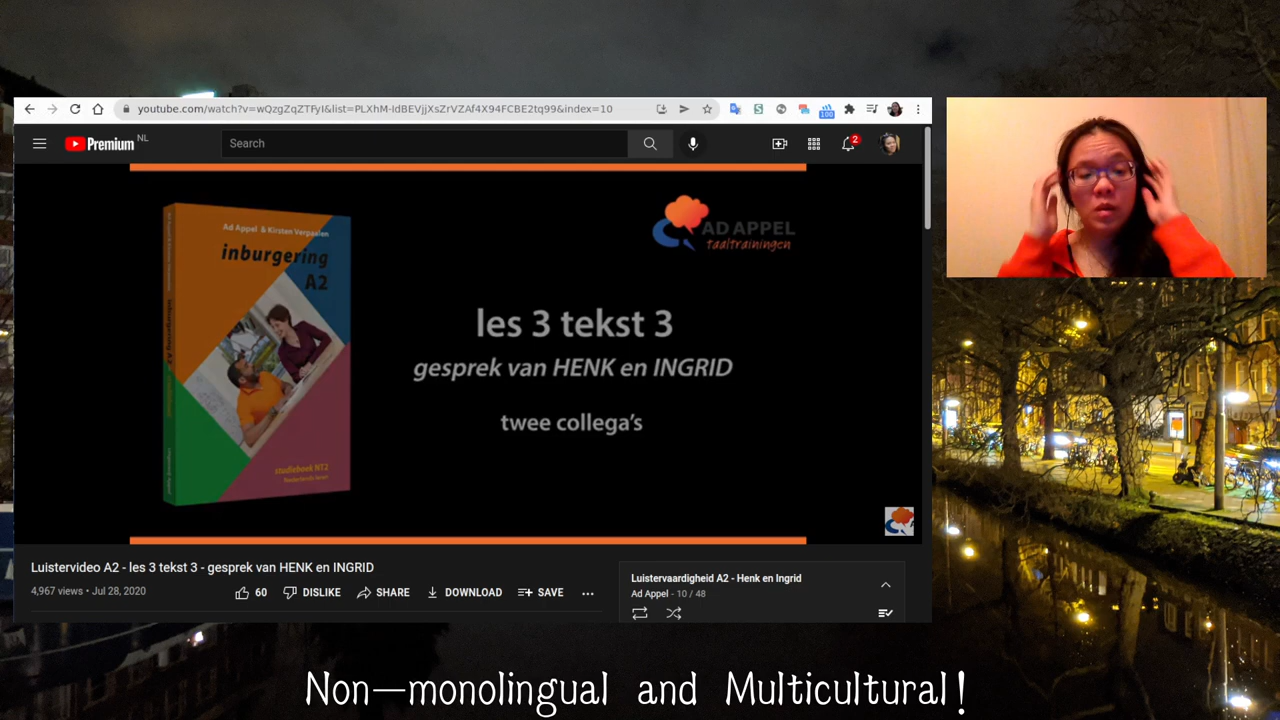 youtube.com/watch?v=wQzgZqZTFyI&list=PLXhM-IdBEVjjXsZrVZAf4X94FCBE2tq99&index=10
100
Premium NL
Search
2
Ad Appel & Kirsten Verpaalen
inburgering
A2
studieboek NT2
AD APPEL
taaltrainingen
les 3 tekst 3
gesprek van HENK en INGRID
twee collega's
Luistervideo A2 - les 3 tekst 3 - gesprek van HENK en INGRID
4,967 views • Jul 28, 2020
60 DISLIKE SHARE DOWNLOAD SAVE
Luistervaardigheid A2 - Henk en Ingrid
Ad Appel - 10 / 48
Non-monolingual and Multicultural!